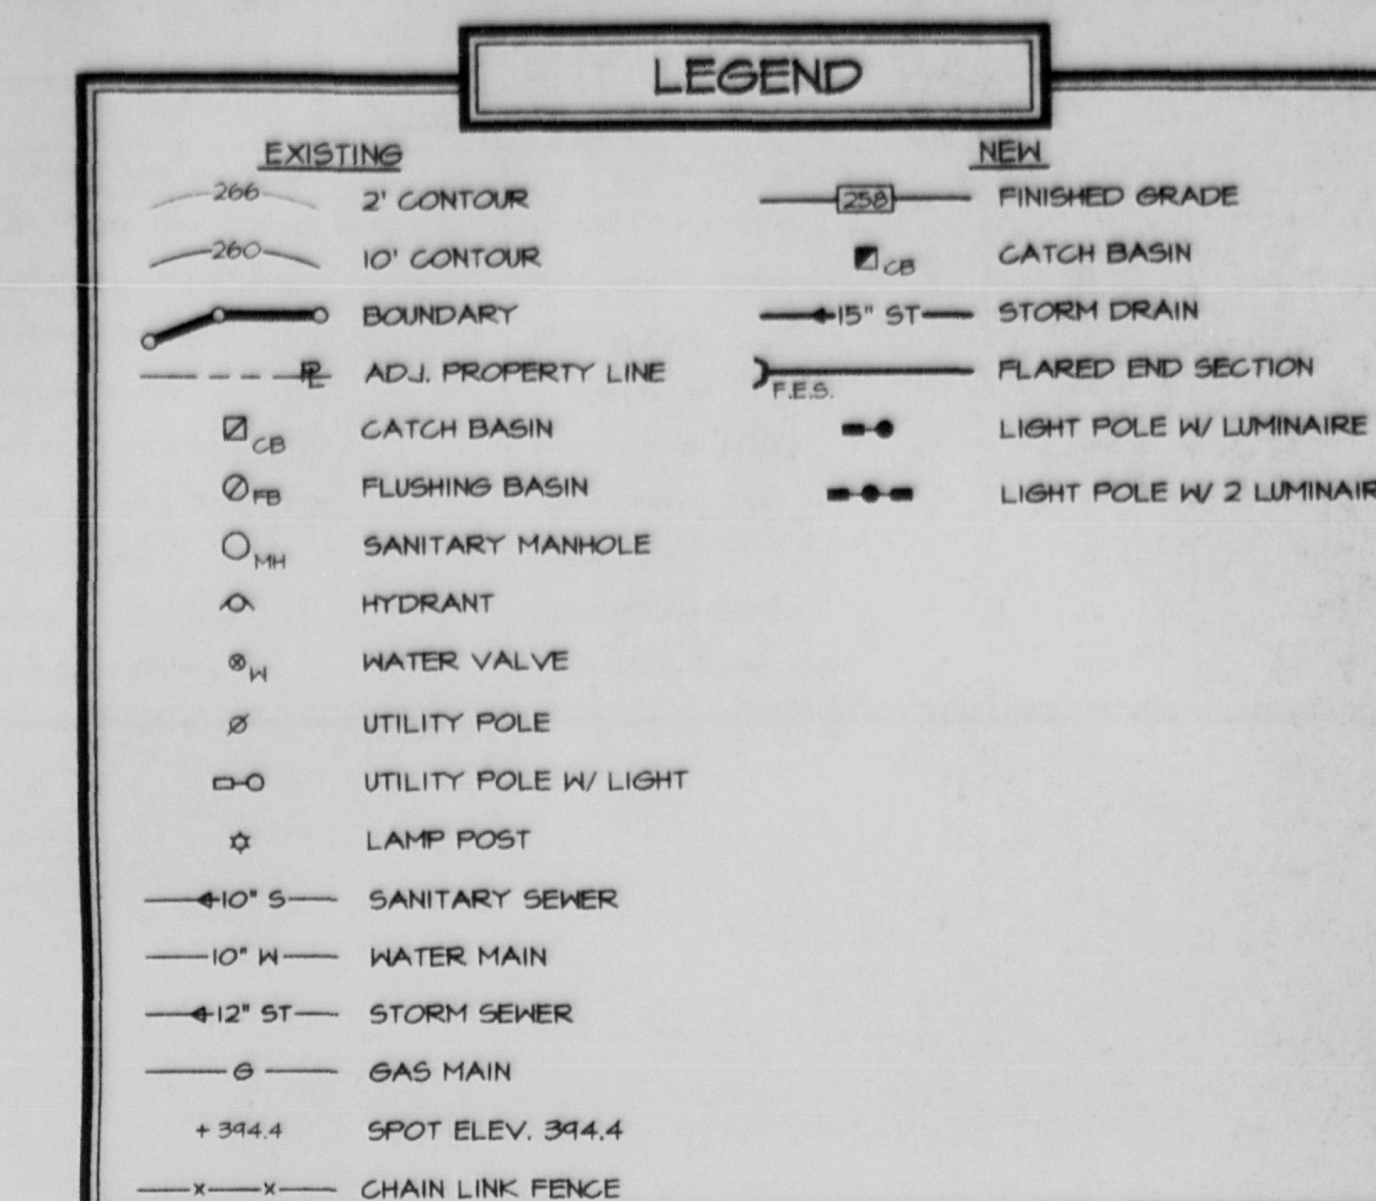 LEGEND
EXISTING
266 2' CONTOUR
260 10' CONTOUR
BOUNDARY
PL ADJ. PROPERTY LINE
CB CATCH BASIN
FB FLUSHING BASIN
MH SANITARY MANHOLE
HYDRANT
W WATER VALVE
UTILITY POLE
UTILITY POLE W/ LIGHT
LAMP POST
10" S SANITARY SEWER
10" W WATER MAIN
12" ST STORM SEWER
G GAS MAIN
+ 394.4 SPOT ELEV. 394.4
x x CHAIN LINK FENCE
NEW
258 FINISHED GRADE
CB CATCH BASIN
15" ST STORM DRAIN
F.E.S. FLARED END SECTION
LIGHT POLE W/ LUMINAIRE
LIGHT POLE W/ 2 LUMINAIR